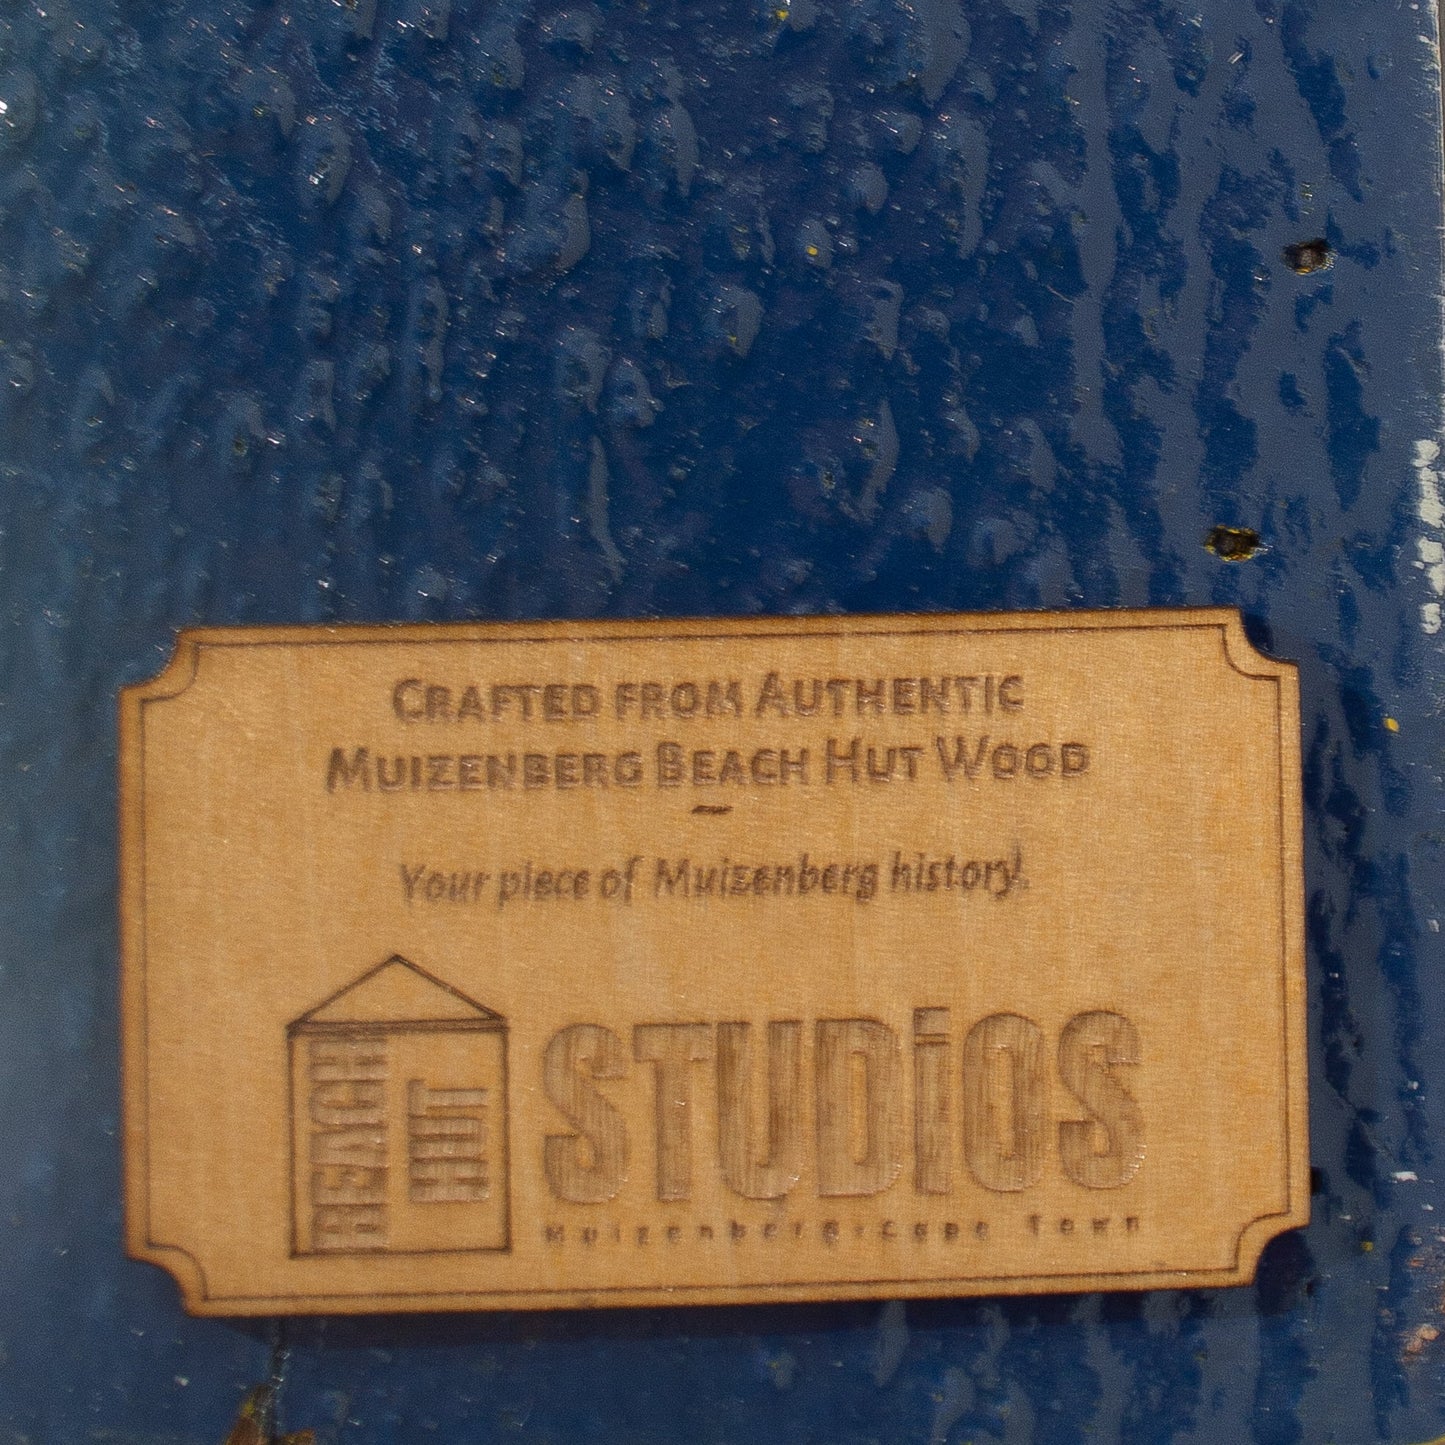 CRAFTED FROM AUTHENTIC
MUIZENBERG BEACH HUT WOOD
–
Your piece of Muizenberg history!
BEACH
HUT
STUDiOS
Muizenberg.Cape Town